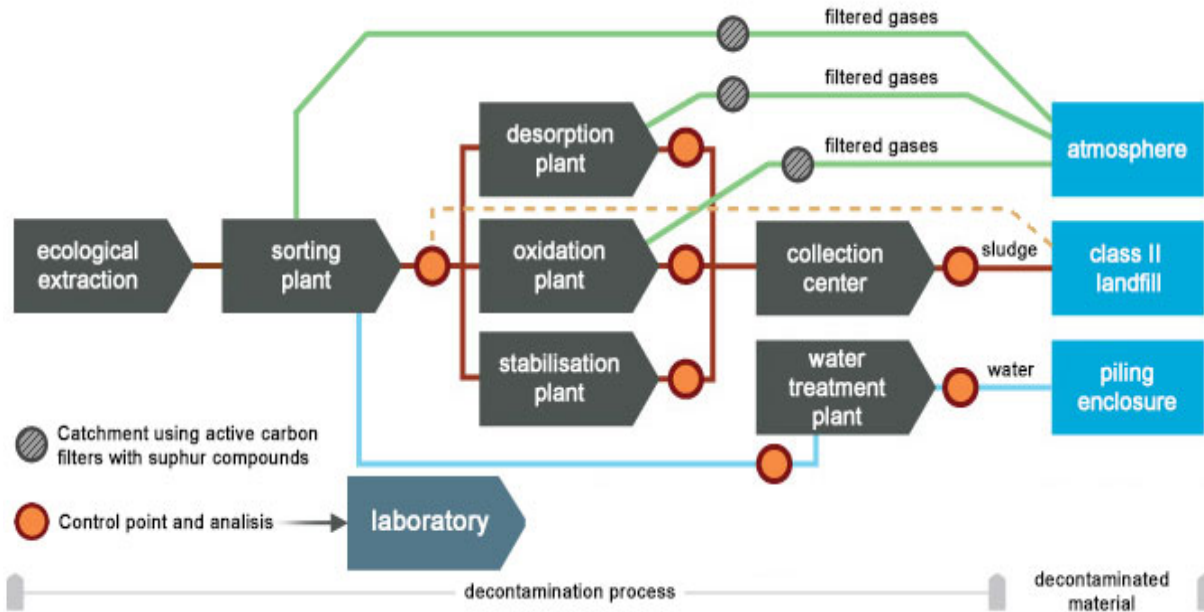 filtered gases
filtered gases
filtered gases
desorption
plant
atmosphere
ecological
extraction
sorting
plant
oxidation
plant
collection
center
sludge
class II
landfill
stabilisation
plant
water
treatment
plant
water
piling
enclosure
Catchment using active carbon
filters with suphur compounds
Control point and analisis
laboratory
decontamination process
decontaminated
material